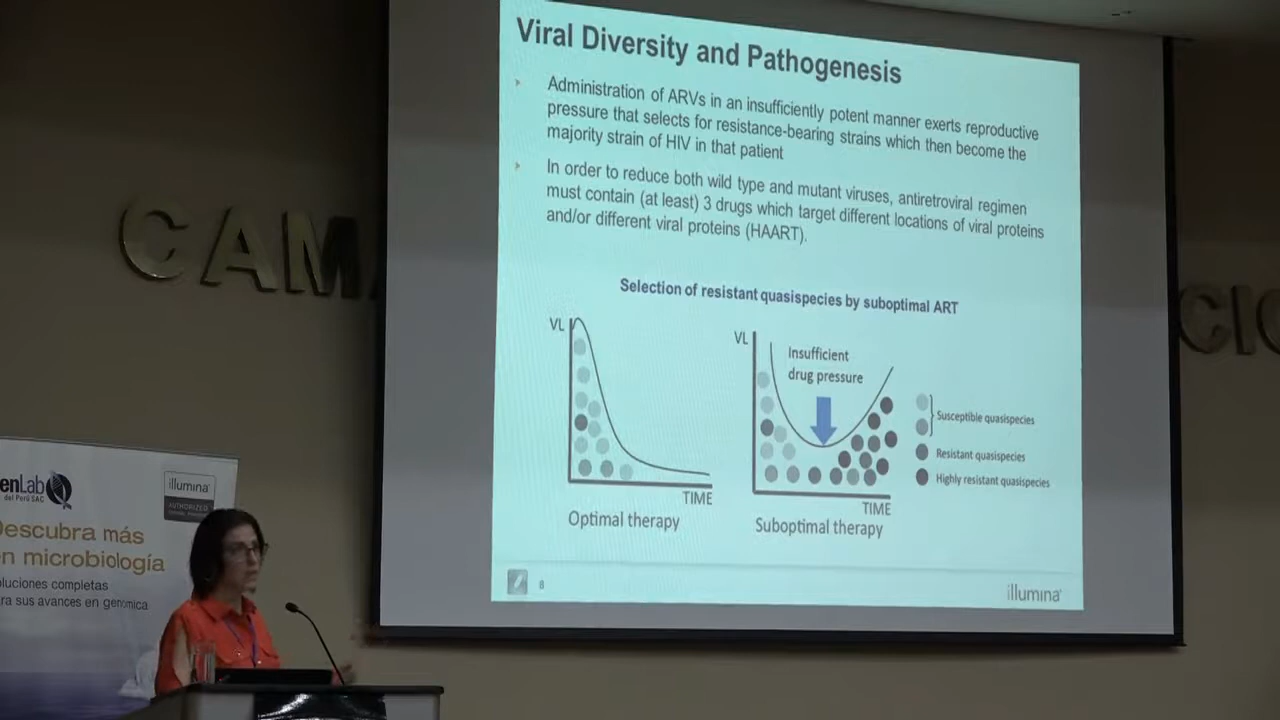 Viral Diversity and Pathogenesis
Administration of ARVs in an insufficiently potent manner exerts reproductive
pressure that selects for resistance-bearing strains which then become the
majority strain of HIV in that patient
In order to reduce both wild type and mutant viruses, antiretroviral regimen
must contain (at least) 3 drugs which target different locations of viral proteins
and/or different viral proteins (HAART).
Selection of resistant quasispecies by suboptimal ART
VL
TIME
Optimal therapy
VL
Insufficient
drug pressure
TIME
Suboptimal therapy
Susceptible quasispecies
Resistant quasispecies
Highly resistant quasispecies
8
illumina
CAM
CIO
enLab
del Perú SAC
illumina
AUTHORIZED
Descubra más
en microbiología
oluciones completas
ra sus avances en genómica